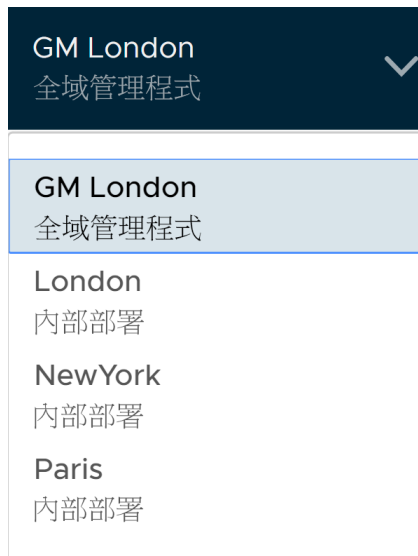 GM London
全域管理程式
GM London
全域管理程式
London
內部部署
NewYork
內部部署
Paris
內部部署